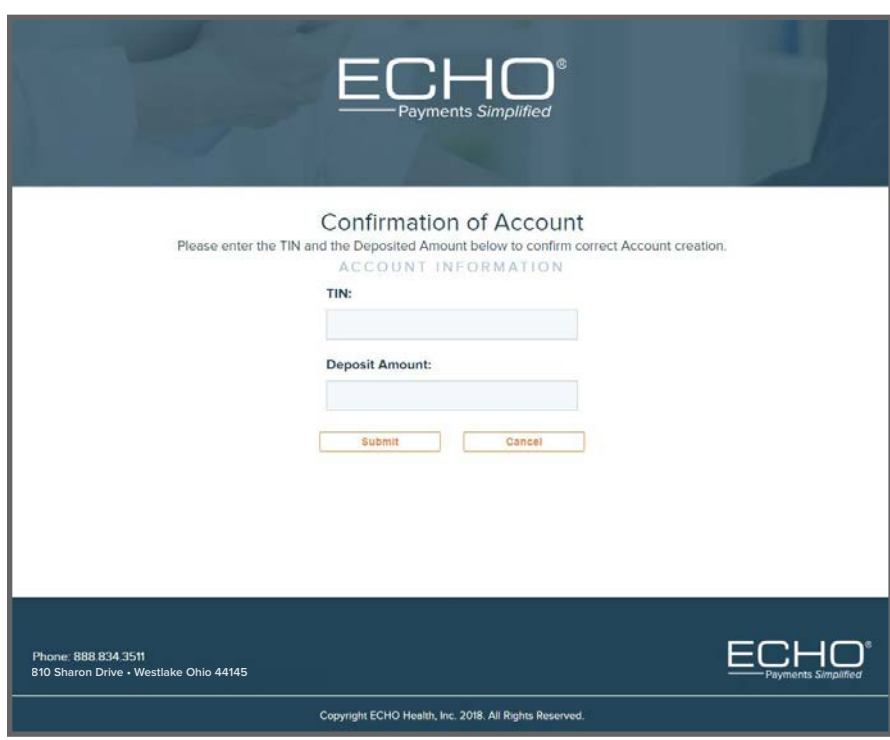 ECHO®
Payments Simplified
Confirmation of Account
Please enter the TIN and the Deposited Amount below to confirm correct Account creation.
ACCOUNT INFORMATION
TIN:
Deposit Amount:
Submit Cancel
Phone: 888.834.3511
810 Sharon Drive • Westlake Ohio 44145
ECHO®
Payments Simplified
Copyright ECHO Health, Inc. 2018. All Rights Reserved.